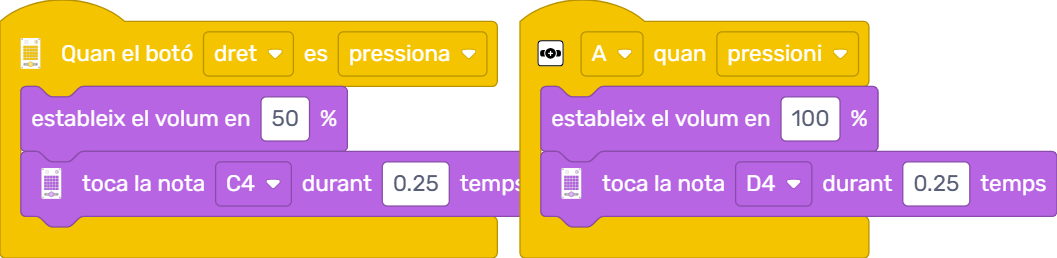 Quan el botó dret es pressiona
estableix el volum en 50 %
toca la nota C4 durant 0.25 temps
A quan pressioni
estableix el volum en 100 %
toca la nota D4 durant 0.25 temps